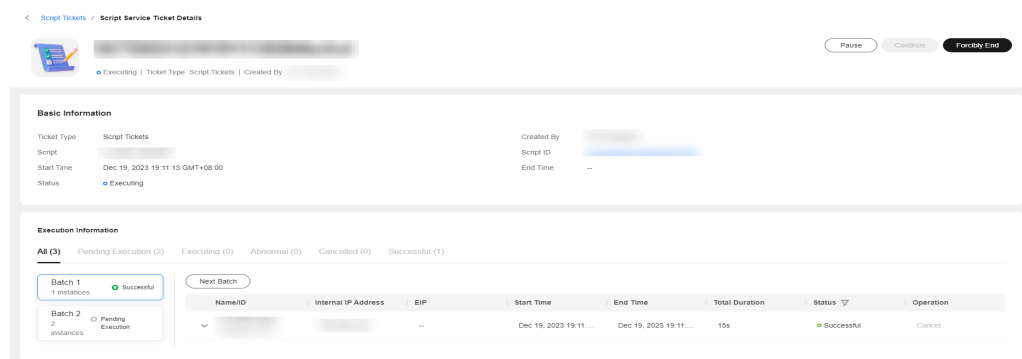 Script Tickets / Script Service Ticket Details
Pause Continue Forcibly End
Executing | Ticket Type Script Tickets | Created By
Basic Information
Ticket Type Script Tickets Created By
Script Script ID
Start Time Dec 19, 2023 19:11:13 GMT+08:00 End Time --
Status Executing
Execution Information
All (3) Pending Execution (2) Executing (0) Abnormal (0) Cancelled (0) Successful (1)
Batch 1
1 instances
Successful
Next Batch
Name/ID Internal IP Address EIP Start Time End Time Total Duration Status Operation
Batch 2
2
instances
Pending
Execution
-- Dec 19, 2023 19:11:... Dec 19, 2023 19:11:... 15s Successful Cancel